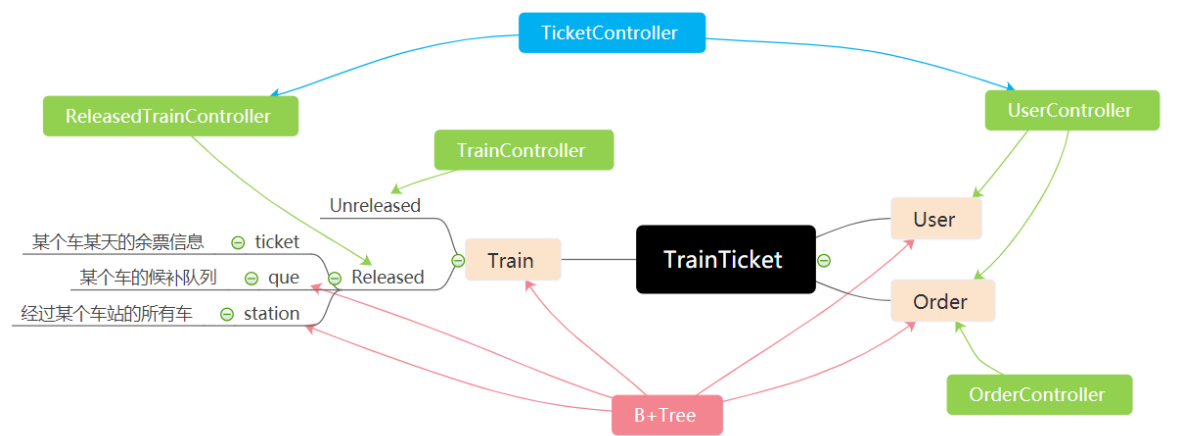 TicketController
ReleasedTrainController
UserController
TrainController
Unreleased
User
某个车某天的余票信息
ticket
TrainTicket
Train
某个车的候补队列
que
Released
Order
经过某个车站的所有车
station
OrderController
B+Tree